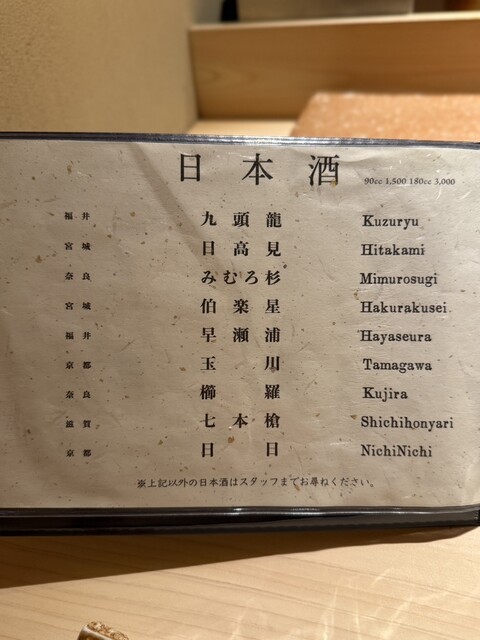 日本酒 90cc 1,500 180cc 3,000
福井 九頭龍 Kuzuryu
宮城 日高見 Hitakami
奈良 みむろ杉 Mimurosugi
宮城 伯楽星 Hakurakusei
福井 早瀬浦 Hayaseura
京都 玉川 Tamagawa
奈良 櫛羅 Kujira
滋賀 七本槍 Shichihonyari
京都 日日 NichiNichi
※上記以外の日本酒はスタッフまでお尋ねください。